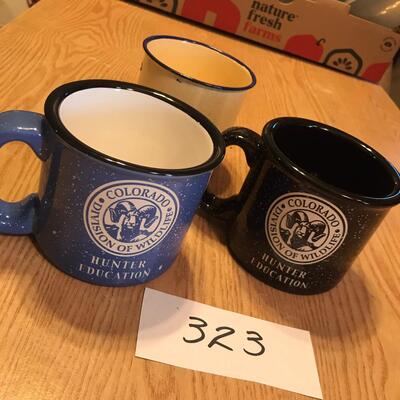 nature
fresh
farms
COLORADO
DIVISION OF WILDLIFE
HUNTER
EDUCATION
COLORADO
DIVISION OF WILDLIFE
HUNTER
EDUCATION
323